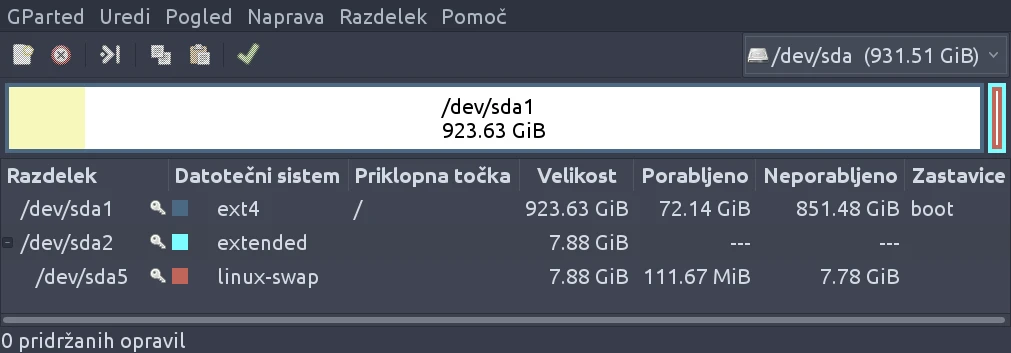 GParted Uredi Pogled Naprava Razdelek Pomoč
/dev/sda (931.51 GiB)
/dev/sda1
923.63 GiB
Razdelek Datotečni sistem Priklopna točka Velikost Porabljeno Neporabljeno Zastavice
/dev/sda1 ext4 / 923.63 GiB 72.14 GiB 851.48 GiB boot
/dev/sda2 extended 7.88 GiB --- ---
/dev/sda5 linux-swap 7.88 GiB 111.67 MiB 7.78 GiB
0 pridržanih opravil